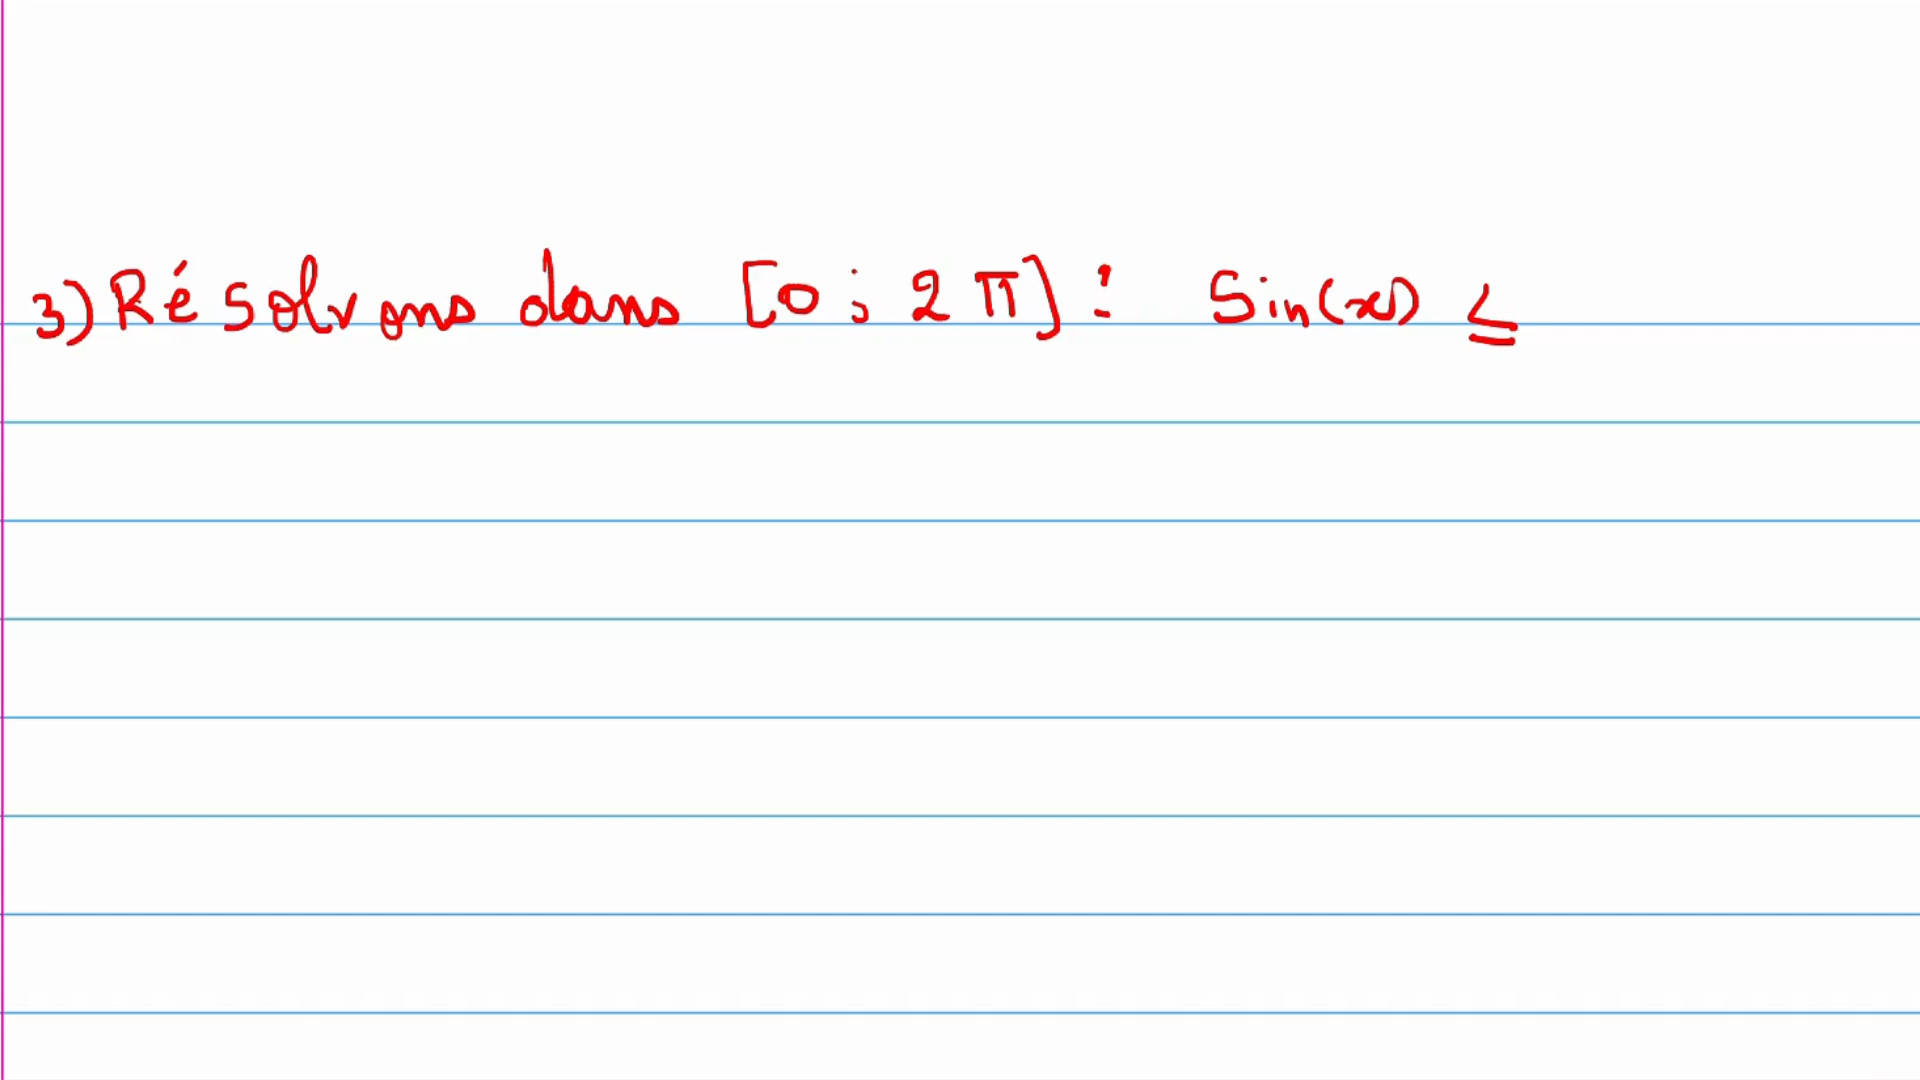 3) Résolvons dans [0 ; 2π] : Sin(x) ≤